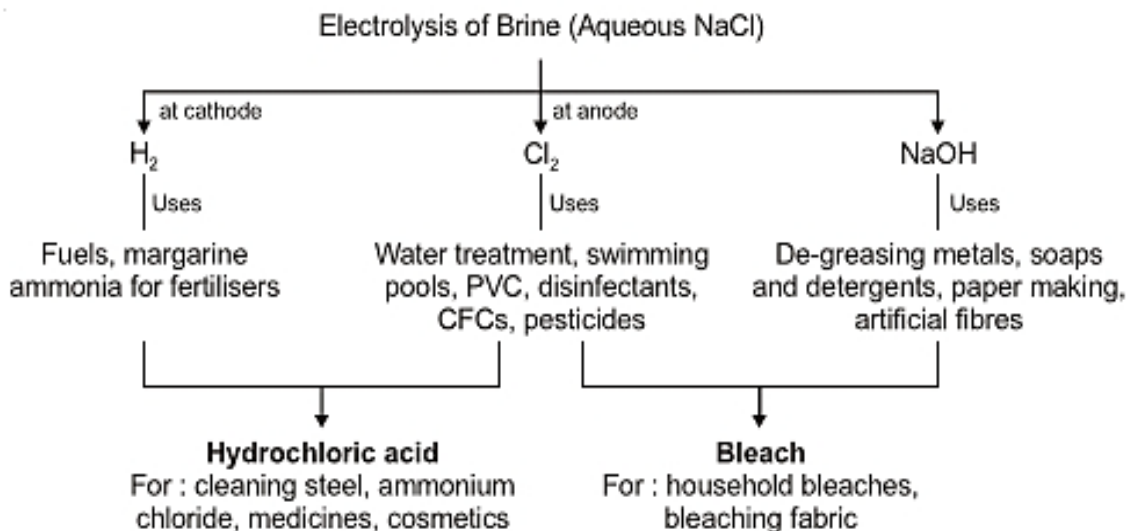 Electrolysis of Brine (Aqueous NaCl)
at cathode
at anode
H₂
Cl₂
NaOH
Uses
Uses
Uses
Fuels, margarine
ammonia for fertilisers
Water treatment, swimming
pools, PVC, disinfectants,
CFCs, pesticides
De-greasing metals, soaps
and detergents, paper making,
artificial fibres
Hydrochloric acid
For : cleaning steel, ammonium
chloride, medicines, cosmetics
Bleach
For : household bleaches,
bleaching fabric